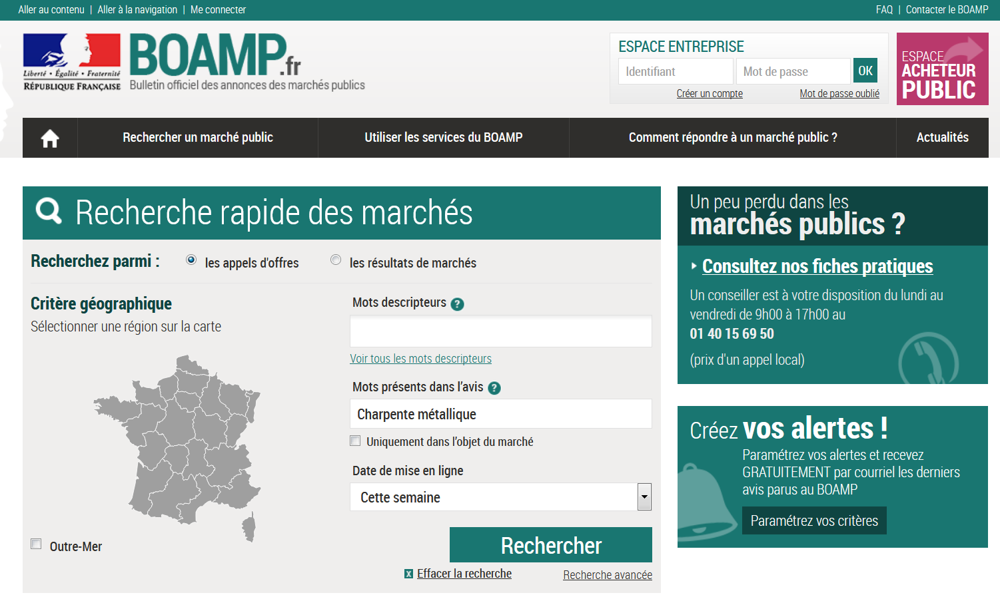 Aller au contenu | Aller à la navigation | Me connecter
FAQ | Contacter le BOAMP
Liberté • Égalité • Fraternité
RÉPUBLIQUE FRANÇAISE
BOAMP.fr
Bulletin officiel des annonces des marchés publics
ESPACE ENTREPRISE
Identifiant
Mot de passe
OK
Créer un compte
Mot de passe oublié
ESPACE
ACHETEUR
PUBLIC
Rechercher un marché public
Utiliser les services du BOAMP
Comment répondre à un marché public ?
Actualités
Recherche rapide des marchés
Recherchez parmi :
les appels d'offres
les résultats de marchés
Critère géographique
Sélectionner une région sur la carte
Outre-Mer
Mots descripteurs ?
Voir tous les mots descripteurs
Mots présents dans l'avis ?
Charpente métallique
Uniquement dans l'objet du marché
Date de mise en ligne
Cette semaine
Rechercher
x Effacer la recherche
Recherche avancée
Un peu perdu dans les
marchés publics ?
Consultez nos fiches pratiques
Un conseiller est à votre disposition du lundi au
vendredi de 9h00 à 17h00 au
01 40 15 69 50
(prix d'un appel local)
Créez vos alertes !
Paramétrez vos alertes et recevez
GRATUITEMENT par courriel les derniers
avis parus au BOAMP
Paramétrez vos critères